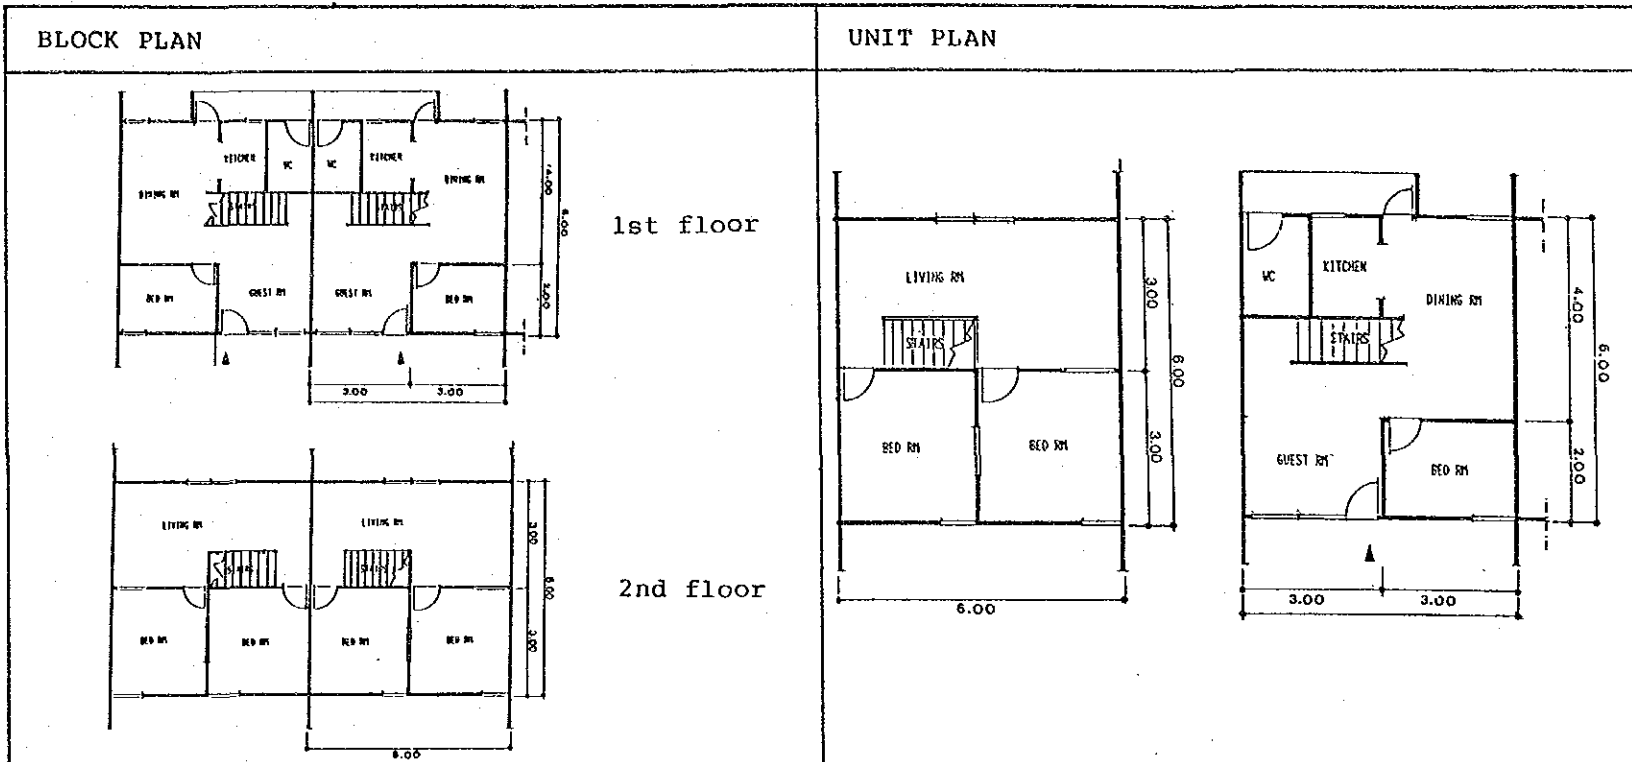 BLOCK PLAN
UNIT PLAN
KITCHEN
WC
WC
KITCHEN
DINING RM
DINING RM
STAIRS
STAIRS
BED RM
GUEST RM
GUEST RM
BED RM
4.00
6.00
2.00
3.00
3.00
1st floor
LIVING RM
LIVING RM
STAIRS
STAIRS
BED RM
BED RM
BED RM
BED RM
3.00
6.00
3.00
6.00
2nd floor
LIVING RM
STAIRS
BED RM
BED RM
3.00
6.00
3.00
6.00
WC
KITCHEN
DINING RM
STAIRS
GUEST RM
BED RM
4.00
6.00
2.00
3.00
3.00